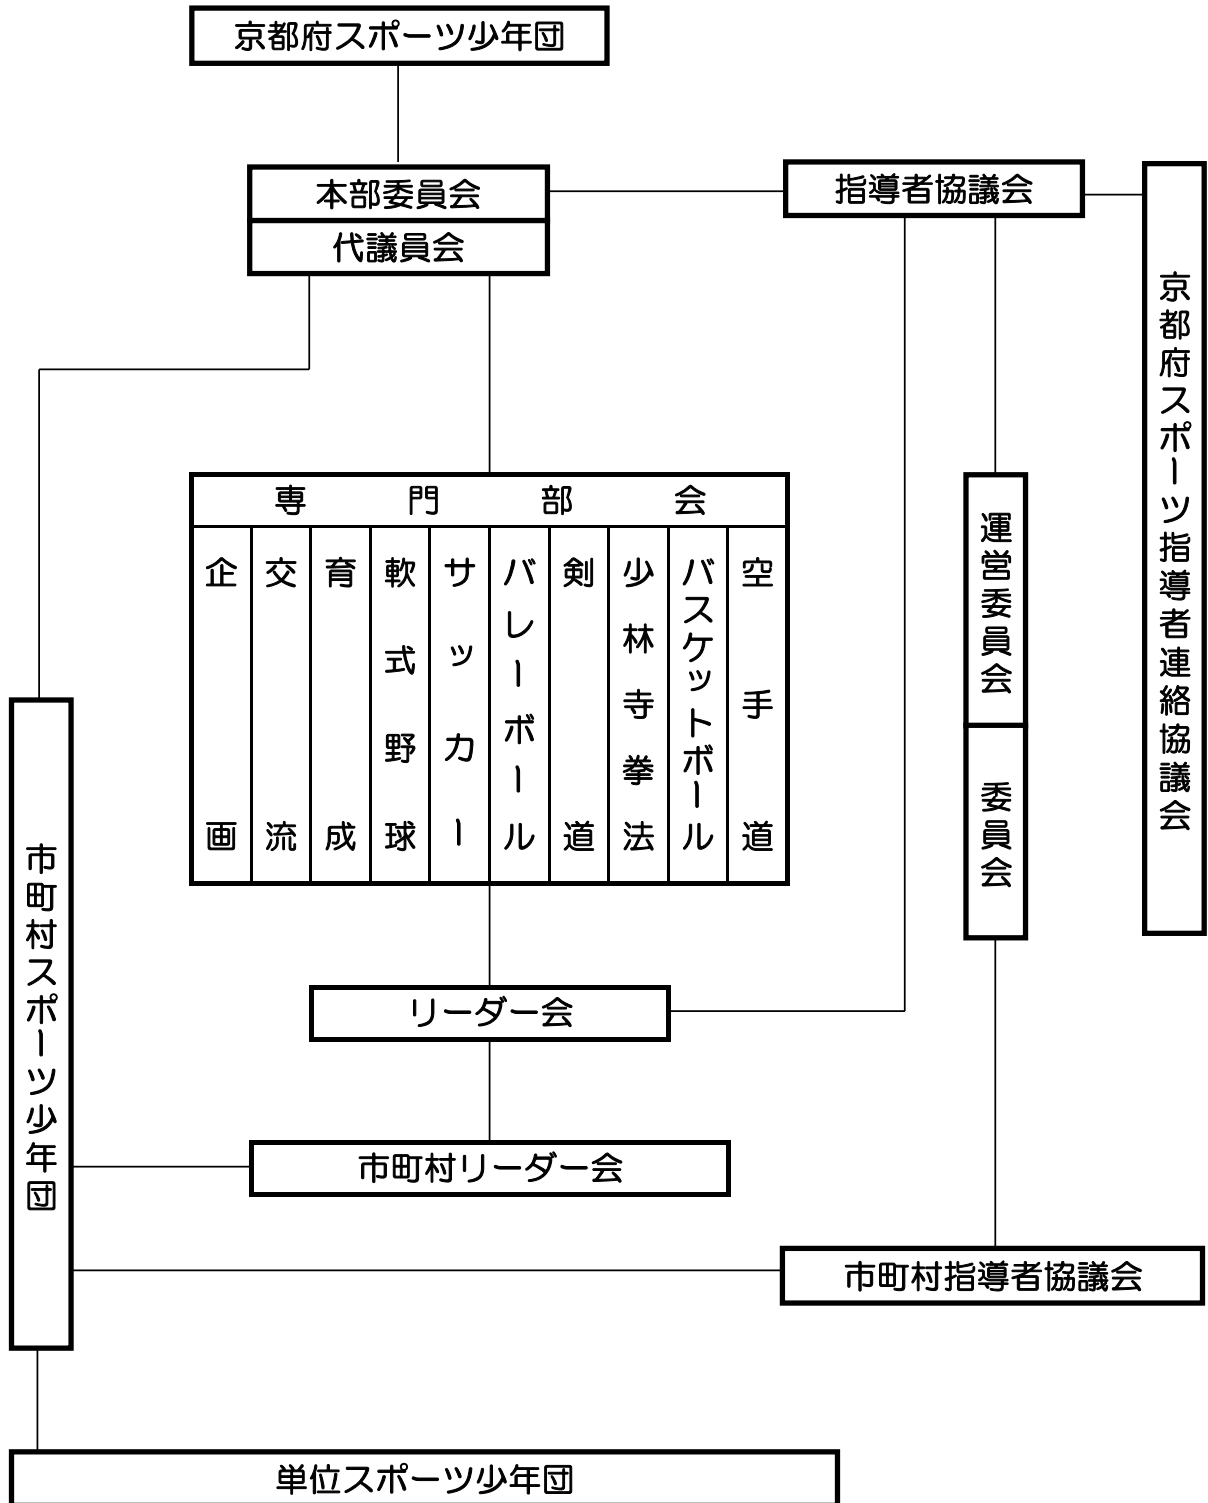 京都府スポーツ少年団
本部委員会
代議員会
指導者協議会
京都府スポーツ指導者連絡協議会
専門部会
企画
交流
育成
軟式野球
サッカー
バレーボール
剣道
少林寺拳法
バスケットボール
空手道
運営委員会
委員会
市町村スポーツ少年団
リーダー会
市町村リーダー会
市町村指導者協議会
単位スポーツ少年団